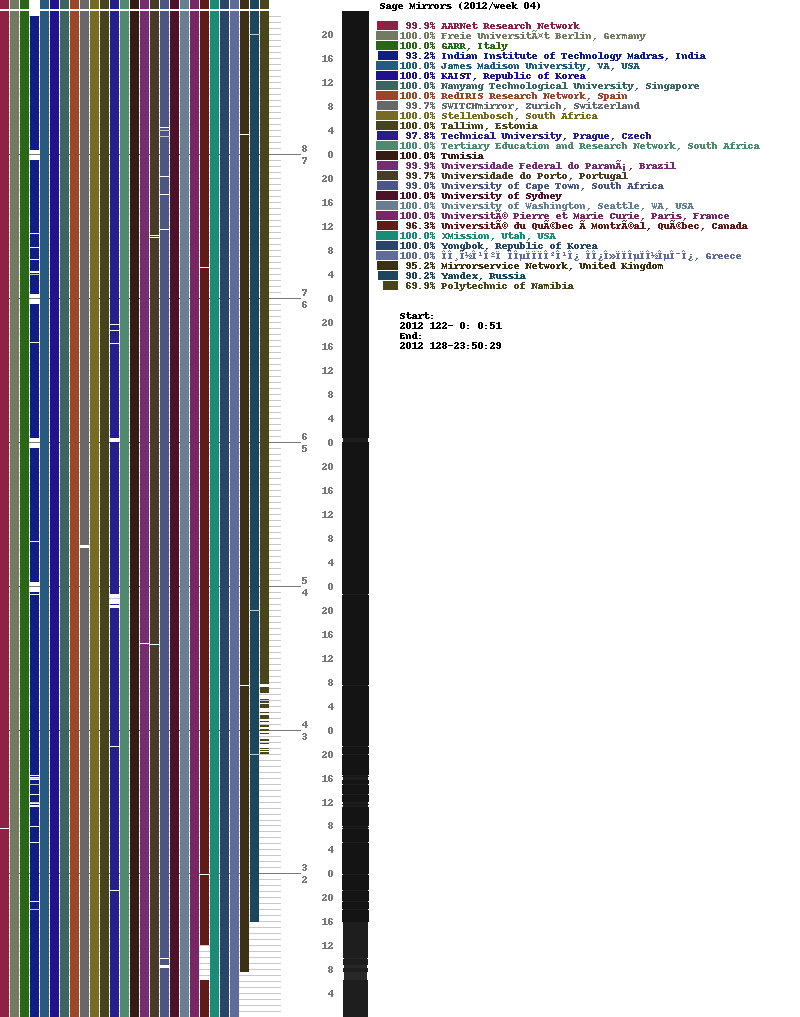 Sage Mirrors (2012/week 04)
99.9% AARNet Research Network
100.0% Freie UniversitÃ¤t Berlin, Germany
100.0% GARR, Italy
93.2% Indian Institute of Technology Madras, India
100.0% James Madison University, VA, USA
100.0% KAIST, Republic of Korea
100.0% Nanyang Technological University, Singapore
100.0% RedIRIS Research Network, Spain
99.7% SWITCHmirror, Zurich, Switzerland
100.0% Stellenbosch, South Africa
100.0% Tallinn, Estonia
97.8% Technical University, Prague, Czech
100.0% Tertiary Education and Research Network, South Africa
100.0% Tunisia
99.9% Universidade Federal do ParanÃ¡, Brazil
99.7% Universidade do Porto, Portugal
99.0% University of Cape Town, South Africa
100.0% University of Sydney
100.0% University of Washington, Seattle, WA, USA
100.0% UniversitÃ© Pierre et Marie Curie, Paris, France
96.3% UniversitÃ© du QuÃ©bec Ã MontrÃ©al, QuÃ©bec, Canada
100.0% XMission, Utah, USA
100.0% Yongbok, Republic of Korea
100.0% , Greece
95.2% Mirrorservice Network, United Kingdom
90.2% Yandex, Russia
69.9% Polytechnic of Namibia
Start:
2012 122- 0: 0:51
End:
2012 128-23:50:29
20
16
12
8
4
8
0
7
20
16
12
8
4
7
0
6
20
16
12
8
4
6
0
5
20
16
12
8
4
5
0
4
20
16
12
8
4
4
0
3
20
16
12
8
4
3
0
2
20
16
12
8
4